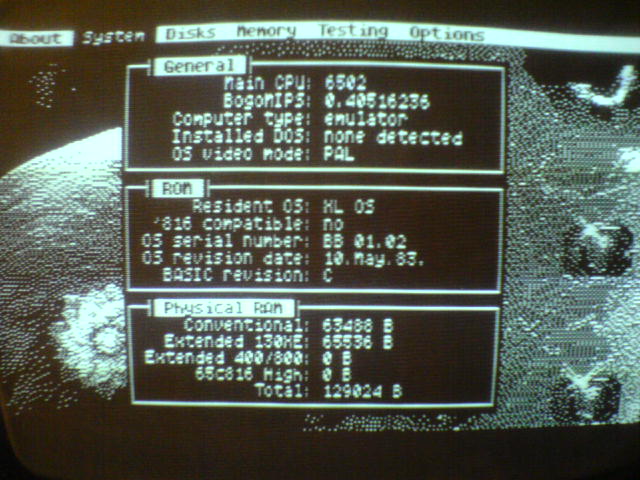 About System Disks Memory Testing Options
General
Main CPU: 6502
BogoMIPS: 0.40516236
Computer type: emulator
Installed DOS: none detected
OS video mode: PAL
ROM
Resident OS: XL OS
'816 compatible: no
OS serial number: BB 01.02
OS revision date: 10.May.83.
BASIC revision: C
Physical RAM
Conventional: 63488 B
Extended 130XE: 65536 B
Extended 400/800: 0 B
65C816 High: 0 B
Total: 129024 B